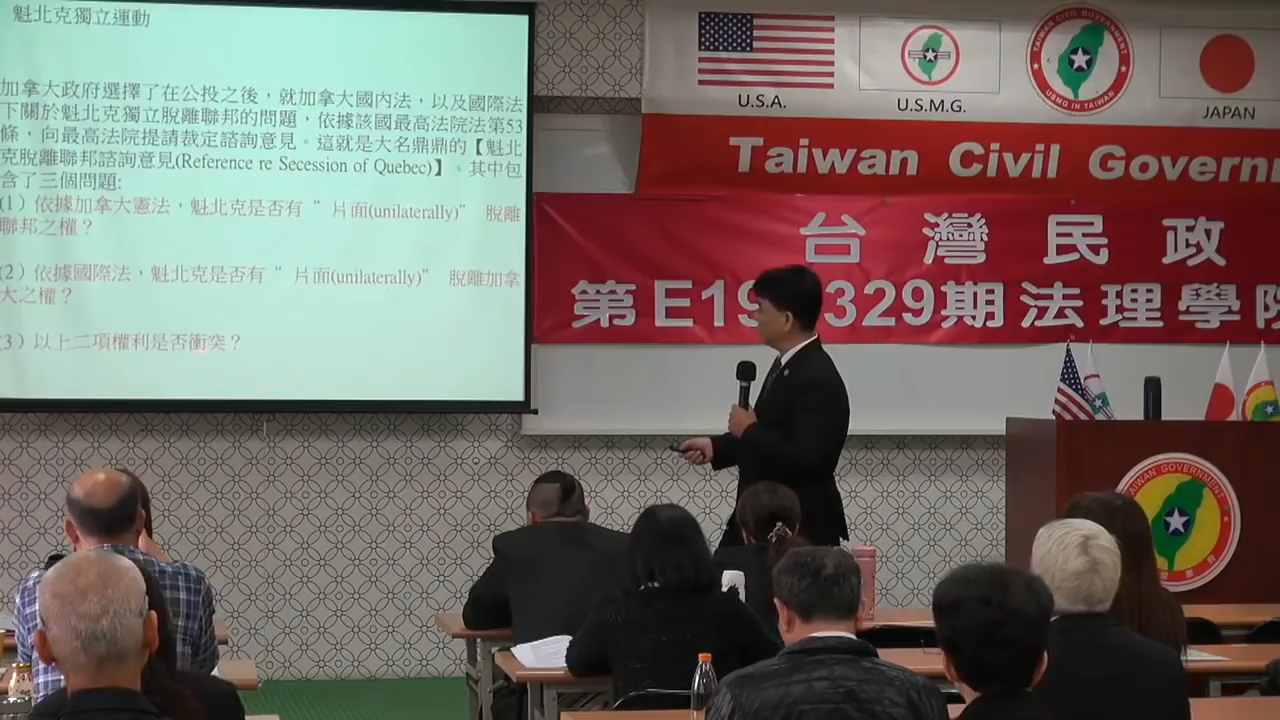 魁北克獨立運動
加拿大政府選擇了在公投之後，就加拿大國內法，以及國際法
下關於魁北克獨立脫離聯邦的問題，依據該國最高法院法第53
條，向最高法院提請裁定諮詢意見。這就是大名鼎鼎的【魁北
克脫離聯邦諮詢意見(Reference re Secession of Quebec)】。其中包
含了三個問題:
(1）依據加拿大憲法，魁北克是否有＂片面(unilaterally)＂ 脫離
聯邦之權？
(2）依據國際法，魁北克是否有＂片面(unilaterally)＂ 脫離加拿
大之權？
(3）以上二項權利是否衝突？
U.S.A.
U.S.M.G.
TAIWAN CIVIL GOVERNMENT
USMG IN TAIWAN
JAPAN
Taiwan Civil Governm
台灣民政
第E19 329期法理學院
TAIWAN GOVERNMENT